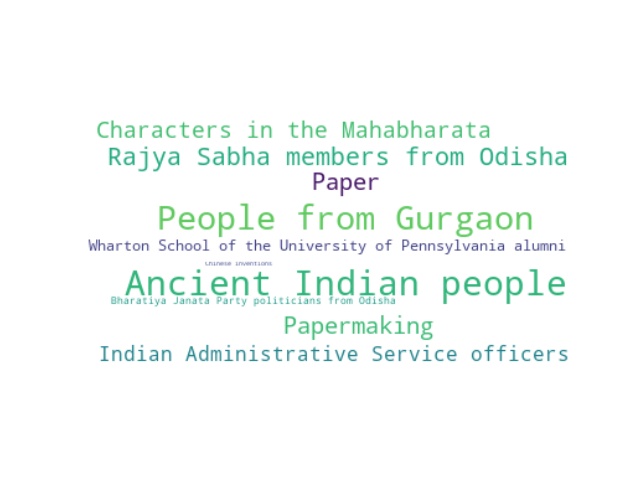 Characters in the Mahabharata
Rajya Sabha members from Odisha
Paper
People from Gurgaon
Wharton School of the University of Pennsylvania alumni
Chinese inventions
Ancient Indian people
Bharatiya Janata Party politicians from Odisha
Papermaking
Indian Administrative Service officers